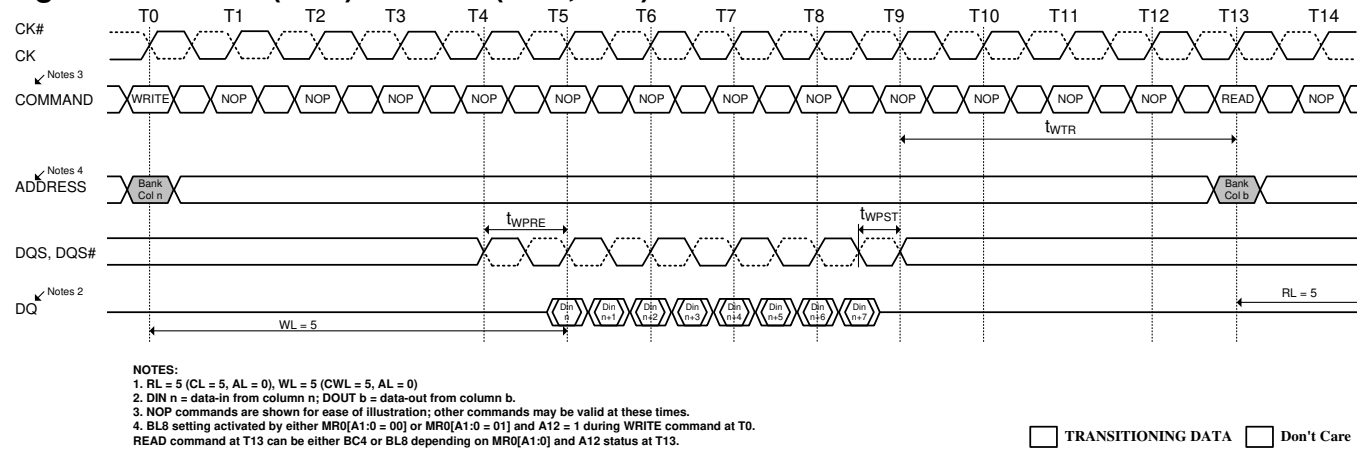 T0 T1 T2 T3 T4 T5 T6 T7 T8 T9 T10 T11 T12 T13 T14
CK#
CK
Notes 3
COMMAND WRITE NOP NOP NOP NOP NOP NOP NOP NOP NOP NOP NOP NOP READ NOP
tWTR
Notes 4
ADDRESS Bank Col n Bank Col b
tWPRE tWPST
DQS, DQS#
Notes 2
DQ Din n Din n+1 Din n+2 Din n+3 Din n+4 Din n+5 Din n+6 Din n+7 RL = 5
WL = 5
NOTES:
1. RL = 5 (CL = 5, AL = 0), WL = 5 (CWL = 5, AL = 0)
2. DIN n = data-in from column n; DOUT b = data-out from column b.
3. NOP commands are shown for ease of illustration; other commands may be valid at these times.
4. BL8 setting activated by either MR0[A1:0 = 00] or MR0[A1:0 = 01] and A12 = 1 during WRITE command at T0.
READ command at T13 can be either BC4 or BL8 depending on MR0[A1:0] and A12 status at T13.
TRANSITIONING DATA Don't Care